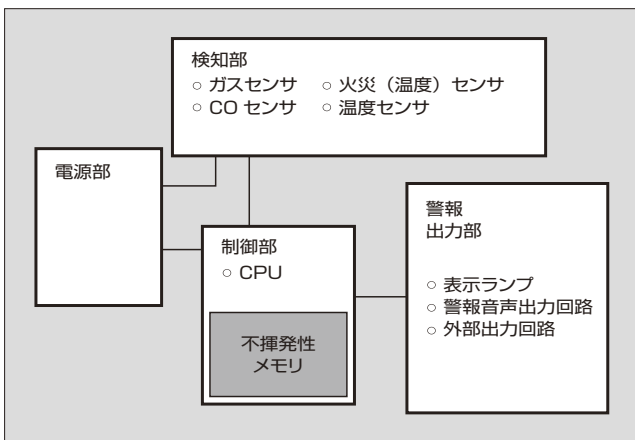 検知部
○ ガスセンサ ○ 火災（温度）センサ
○ CO センサ ○ 温度センサ
電源部
制御部
○ CPU
不揮発性
メモリ
警報
出力部
○ 表示ランプ
○ 警報音声出力回路
○ 外部出力回路